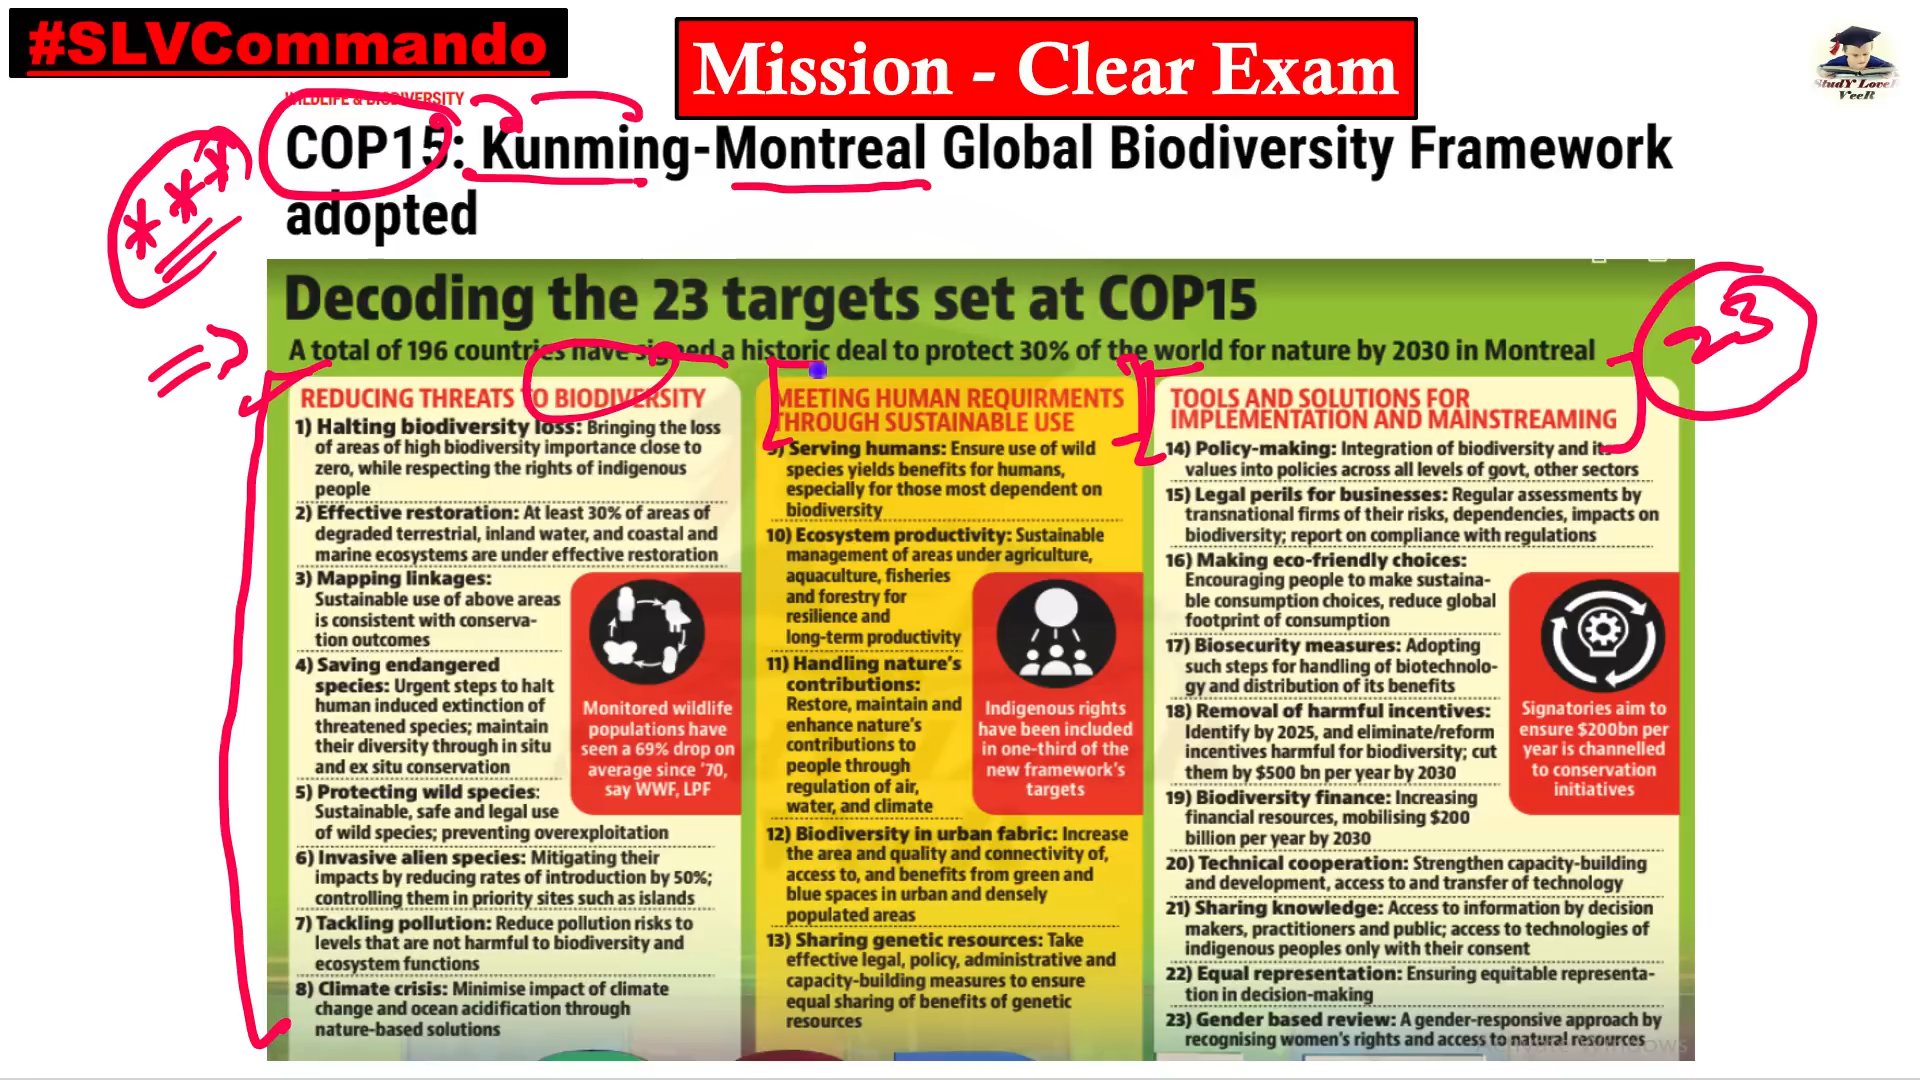 #SLVCommando
Mission - Clear Exam
StudY LoveR
VeeR
WILDLIFE & BIODIVERSITY
COP15: Kunming-Montreal Global Biodiversity Framework
adopted
***
23
Decoding the 23 targets set at COP15
A total of 196 countries have signed a historic deal to protect 30% of the world for nature by 2030 in Montreal
REDUCING THREATS TO BIODIVERSITY
1) Halting biodiversity loss: Bringing the loss
of areas of high biodiversity importance close to
zero, while respecting the rights of indigenous
people
2) Effective restoration: At least 30% of areas of
degraded terrestrial, inland water, and coastal and
marine ecosystems are under effective restoration
3) Mapping linkages:
Sustainable use of above areas
is consistent with conserva-
tion outcomes
4) Saving endangered
species: Urgent steps to halt
human induced extinction of
threatened species; maintain
their diversity through in situ
and ex situ conservation
5) Protecting wild species:
Sustainable, safe and legal use
of wild species; preventing overexploitation
6) Invasive alien species: Mitigating their
impacts by reducing rates of introduction by 50%;
controlling them in priority sites such as islands
7) Tackling pollution: Reduce pollution risks to
levels that are not harmful to biodiversity and
ecosystem functions
8) Climate crisis: Minimise impact of climate
change and ocean acidification through
nature-based solutions
Monitored wildlife
populations have
seen a 69% drop on
average since '70,
say WWF, LPF
MEETING HUMAN REQUIRMENTS
THROUGH SUSTAINABLE USE
9) Serving humans: Ensure use of wild
species yields benefits for humans,
especially for those most dependent on
biodiversity
10) Ecosystem productivity: Sustainable
management of areas under agriculture,
aquaculture, fisheries
and forestry for
resilience and
long-term productivity
11) Handling nature's
contributions:
Restore, maintain and
enhance nature's
contributions to
people through
regulation of air,
water, and climate
12) Biodiversity in urban fabric: Increase
the area and quality and connectivity of,
access to, and benefits from green and
blue spaces in urban and densely
populated areas
13) Sharing genetic resources: Take
effective legal, policy, administrative and
capacity-building measures to ensure
equal sharing of benefits of genetic
resources
Indigenous rights
have been included
in one-third of the
new framework's
targets
TOOLS AND SOLUTIONS FOR
IMPLEMENTATION AND MAINSTREAMING
14) Policy-making: Integration of biodiversity and its
values into policies across all levels of govt, other sectors
15) Legal perils for businesses: Regular assessments by
transnational firms of their risks, dependencies, impacts on
biodiversity; report on compliance with regulations
16) Making eco-friendly choices:
Encouraging people to make sustaina-
ble consumption choices, reduce global
footprint of consumption
17) Biosecurity measures: Adopting
such steps for handling of biotechnolo-
gy and distribution of its benefits
18) Removal of harmful incentives:
Identify by 2025, and eliminate/reform
incentives harmful for biodiversity; cut
them by $500 bn per year by 2030
19) Biodiversity finance: Increasing
financial resources, mobilising $200
billion per year by 2030
20) Technical cooperation: Strengthen capacity-building
and development, access to and transfer of technology
21) Sharing knowledge: Access to information by decision
makers, practitioners and public; access to technologies of
indigenous peoples only with their consent
22) Equal representation: Ensuring equitable representa-
tion in decision-making
23) Gender based review: A gender-responsive approach by
recognising women's rights and access to natural resources
Signatories aim to
ensure $200bn per
year is channelled
to conservation
initiatives
Activate Windows